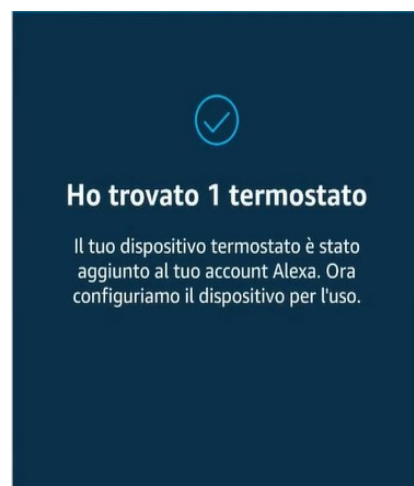 Ho trovato 1 termostato
Il tuo dispositivo termostato è stato
aggiunto al tuo account Alexa. Ora
configuriamo il dispositivo per l'uso.